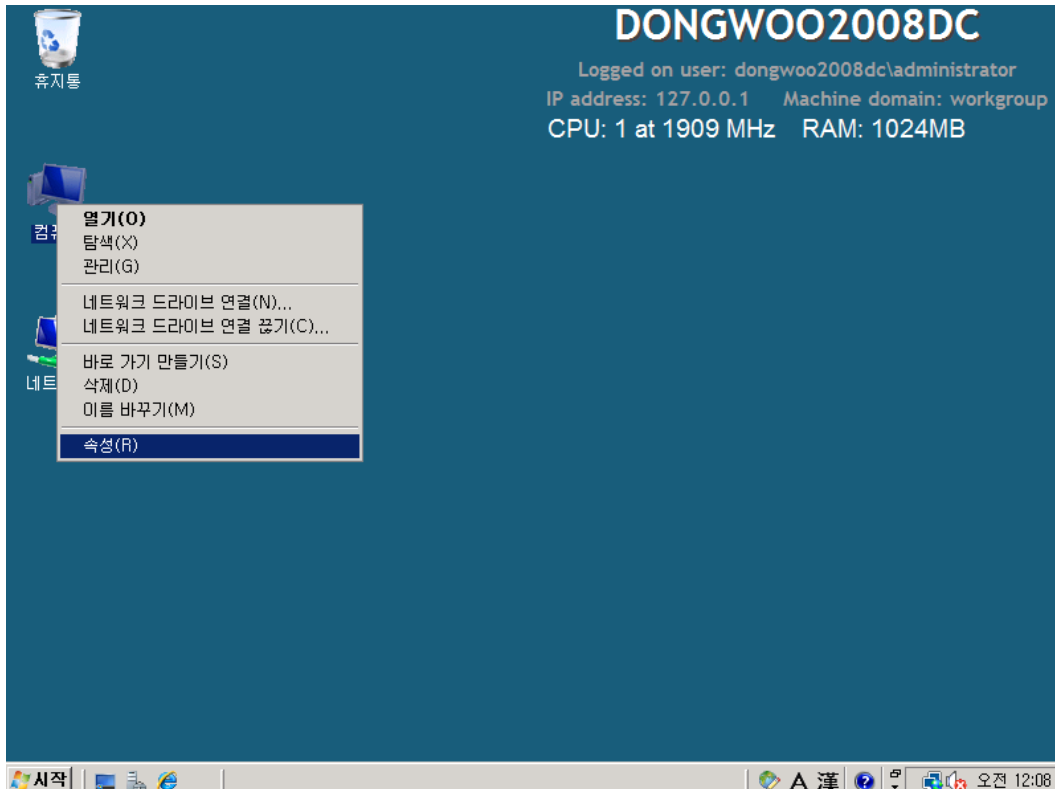 DONGWOO2008DC
Logged on user: dongwoo2008dc\administrator
IP address: 127.0.0.1 Machine domain: workgroup
CPU: 1 at 1909 MHz RAM: 1024MB
휴지통
열기(O)
탐색(X)
관리(G)
네트워크 드라이브 연결(N)...
네트워크 드라이브 연결 끊기(C)...
바로 가기 만들기(S)
삭제(D)
이름 바꾸기(M)
속성(R)
시작
A 漢
오전 12:08